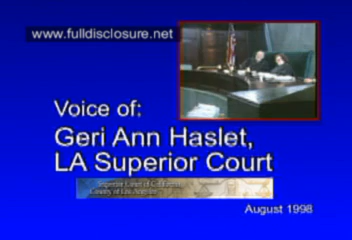 www.fulldisclosure.net
Voice of:
Geri Ann Haslet,
LA Superior Court
Superior Court of California
County of Los Angeles
August 1998